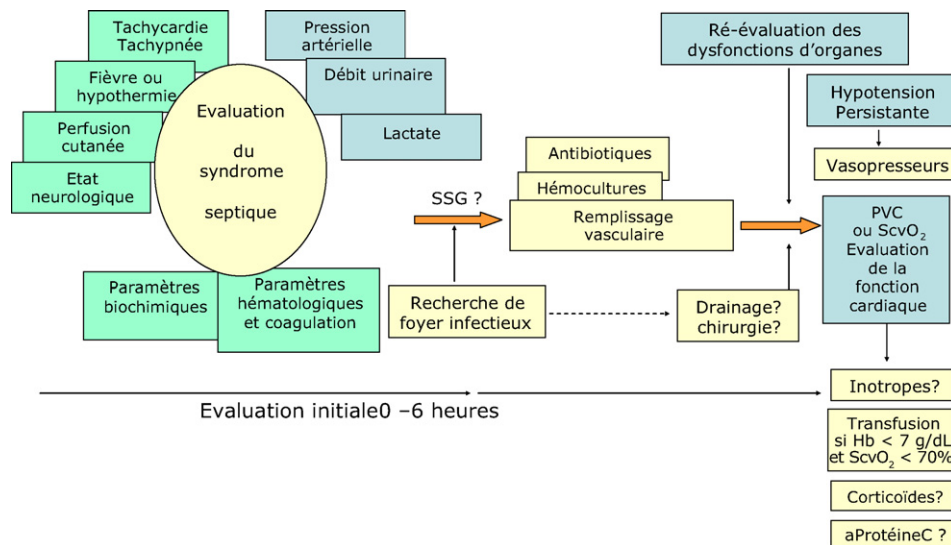 Tachycardie
Tachypnée
Fièvre ou
hypothermie
Perfusion
cutanée
Etat
neurologique
Evaluation
du
syndrome
septique
Pression
artérielle
Débit urinaire
Lactate
Paramètres
biochimiques
Paramètres
hématologiques
et coagulation
SSG ?
Recherche de
foyer infectieux
Antibiotiques
Hémocultures
Remplissage
vasculaire
Drainage?
chirurgie?
Ré-évaluation des
dysfonctions d'organes
Hypotension
Persistante
Vasopresseurs
PVC
ou ScvO₂
Evaluation
de la
fonction
cardiaque
Inotropes?
Transfusion
si Hb < 7 g/dL
et ScvO₂ < 70%
Corticoïdes?
aProtéineC ?
Evaluation initiale0 –6 heures